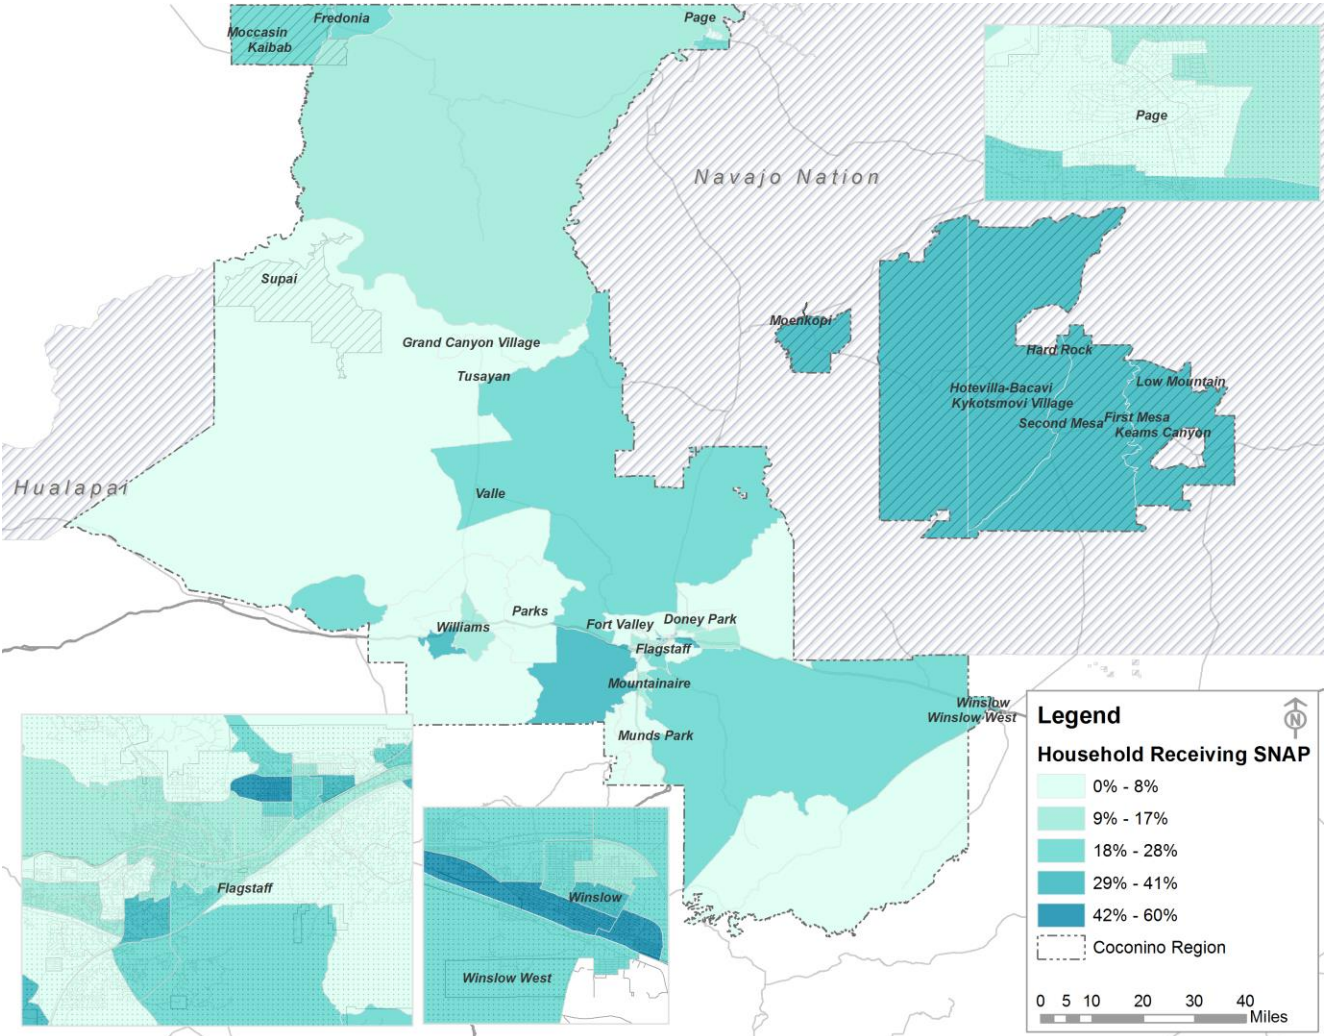 Fredonia
Page
Moccasin
Kaibab
Page
Navajo Nation
Supai
Moenkopi
Grand Canyon Village
Hard Rock
Tusayan
Low Mountain
Hotevilla-Bacavi
Kykotsmovi Village
First Mesa
Second Mesa
Keams Canyon
Hualapai
Valle
Parks
Williams
Fort Valley
Doney Park
Flagstaff
Mountainaire
Winslow
Winslow West
Munds Park
Flagstaff
Winslow
Winslow West
Legend
N
Household Receiving SNAP
0% - 8%
9% - 17%
18% - 28%
29% - 41%
42% - 60%
Coconino Region
0 5 10 20 30 40
Miles